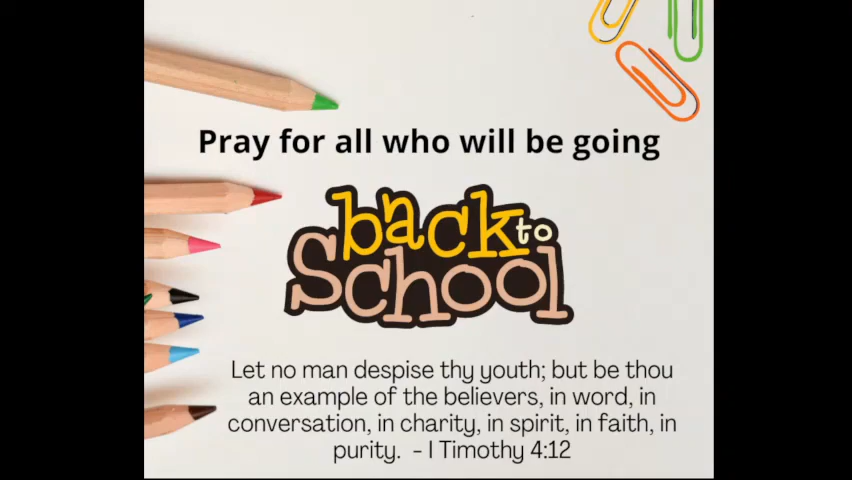 Pray for all who will be going
back to
School
Let no man despise thy youth; but be thou
an example of the believers, in word, in
conversation, in charity, in spirit, in faith, in
purity. - I Timothy 4:12